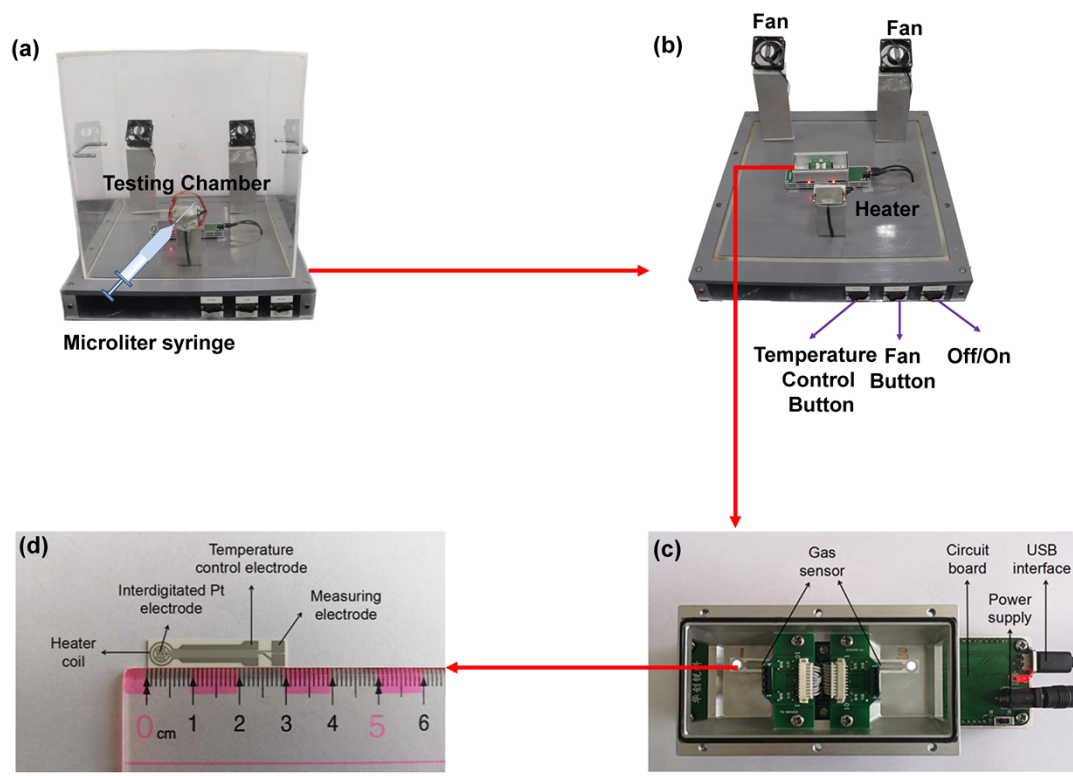 (a)
Testing Chamber
Microliter syringe
(b)
Fan
Fan
Heater
Temperature
Control
Button
Fan
Button
Off/On
(c)
Gas
sensor
Circuit
board
USB
interface
Power
supply
(d)
Temperature
control electrode
Interdigitated Pt
electrode
Measuring
electrode
Heater
coil
0 cm 1 2 3 4 5 6